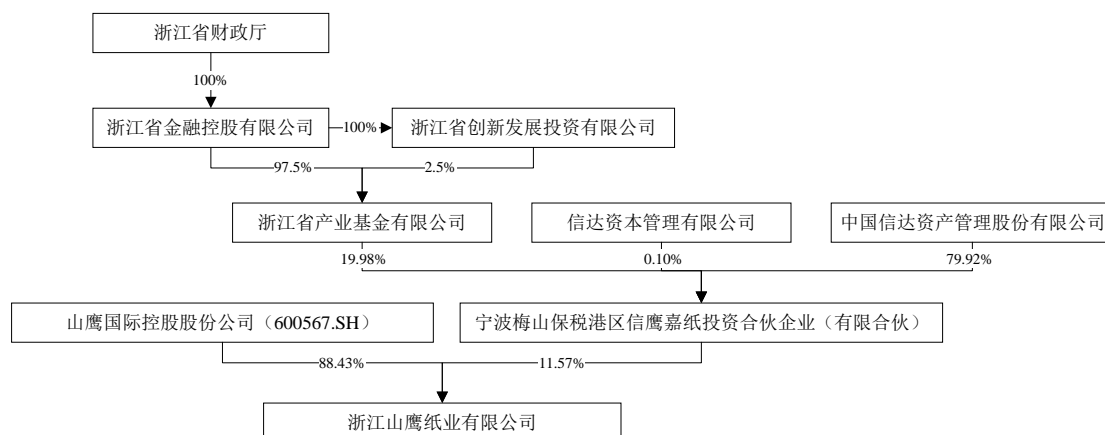 浙江省财政厅
100%
浙江省金融控股有限公司
100%
浙江省创新发展投资有限公司
97.5%
2.5%
浙江省产业基金有限公司
信达资本管理有限公司
中国信达资产管理股份有限公司
19.98%
0.10%
79.92%
山鹰国际控股股份公司（600567.SH）
宁波梅山保税港区信鹰嘉纸投资合伙企业（有限合伙）
88.43%
11.57%
浙江山鹰纸业有限公司